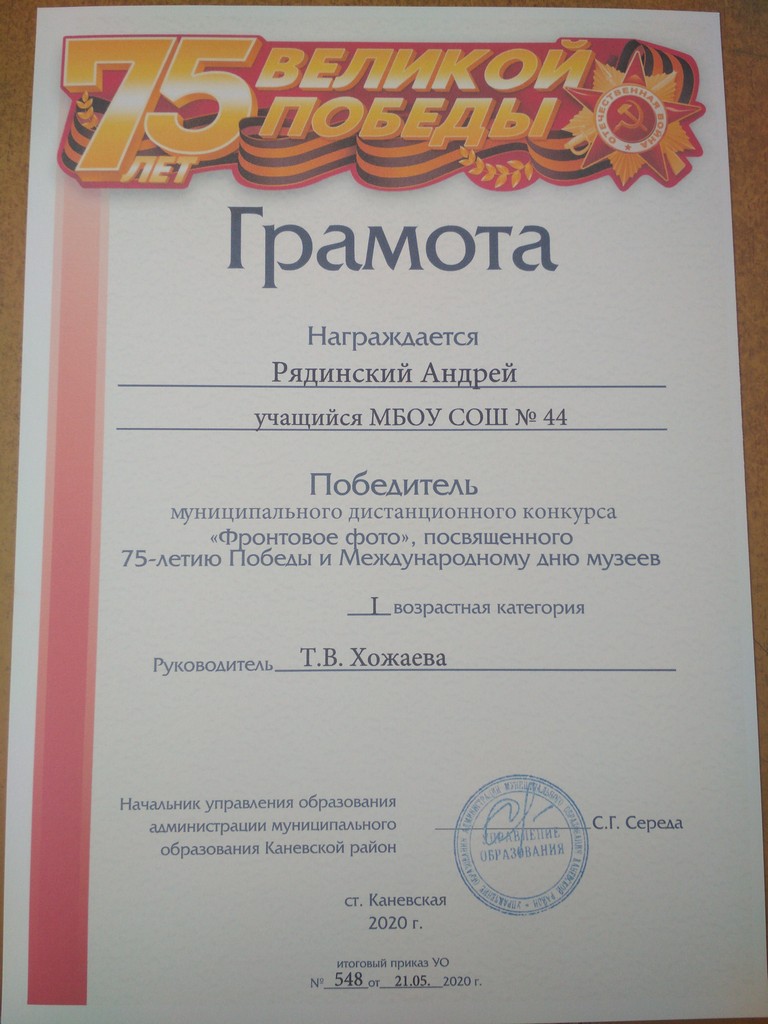 75 ВЕЛИКОЙ
ПОБЕДЫ
ЛЕТ
ОТЕЧЕСТВЕННАЯ ВОЙНА
Грамота
Награждается
Рядинский Андрей
учащийся МБОУ СОШ № 44
Победитель
муниципального дистанционного конкурса
«Фронтовое фото», посвященного
75-летию Победы и Международному дню музеев
I возрастная категория
Руководитель Т.В. Хожаева
Начальник управления образования
администрации муниципального
образования Каневской район
С.Г. Середа
УПРАВЛЕНИЕ
ОБРАЗОВАНИЯ
ст. Каневская
2020 г.
итоговый приказ УО
№ 548 от 21.05. 2020 г.